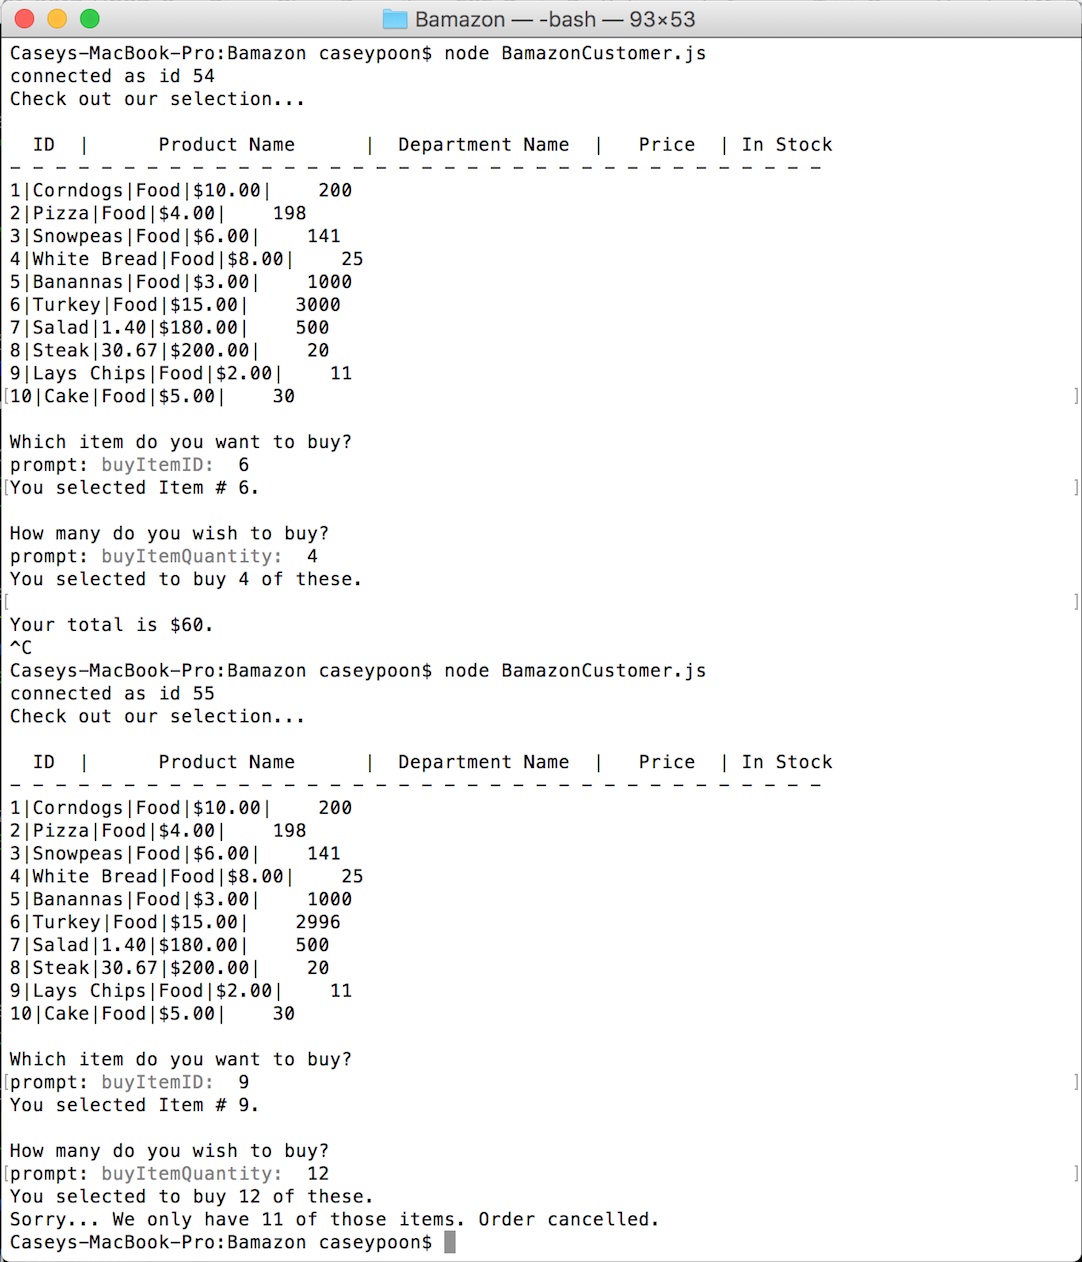 Bamazon — -bash — 93×53
Caseys-MacBook-Pro:Bamazon caseypoon$ node BamazonCustomer.js
connected as id 54
Check out our selection...
  ID  |      Product Name      |  Department Name  |   Price  | In Stock
- - - - - - - - - - - - - - - - - - - - - - - - - - - - - - - - - - - -
1|Corndogs|Food|$10.00|    200
2|Pizza|Food|$4.00|    198
3|Snowpeas|Food|$6.00|    141
4|White Bread|Food|$8.00|    25
5|Banannas|Food|$3.00|    1000
6|Turkey|Food|$15.00|    3000
7|Salad|1.40|$180.00|    500
8|Steak|30.67|$200.00|    20
9|Lays Chips|Food|$2.00|    11
[10|Cake|Food|$5.00|    30 ]
Which item do you want to buy?
prompt: buyItemID:  6
[You selected Item # 6. ]
How many do you wish to buy?
prompt: buyItemQuantity:  4
You selected to buy 4 of these.
[ ]
Your total is $60.
^C
Caseys-MacBook-Pro:Bamazon caseypoon$ node BamazonCustomer.js
connected as id 55
Check out our selection...
  ID  |      Product Name      |  Department Name  |   Price  | In Stock
- - - - - - - - - - - - - - - - - - - - - - - - - - - - - - - - - - - -
1|Corndogs|Food|$10.00|    200
2|Pizza|Food|$4.00|    198
3|Snowpeas|Food|$6.00|    141
4|White Bread|Food|$8.00|    25
5|Banannas|Food|$3.00|    1000
6|Turkey|Food|$15.00|    2996
7|Salad|1.40|$180.00|    500
8|Steak|30.67|$200.00|    20
9|Lays Chips|Food|$2.00|    11
10|Cake|Food|$5.00|    30
Which item do you want to buy?
[prompt: buyItemID:  9 ]
You selected Item # 9.
How many do you wish to buy?
[prompt: buyItemQuantity:  12 ]
You selected to buy 12 of these.
Sorry... We only have 11 of those items. Order cancelled.
Caseys-MacBook-Pro:Bamazon caseypoon$